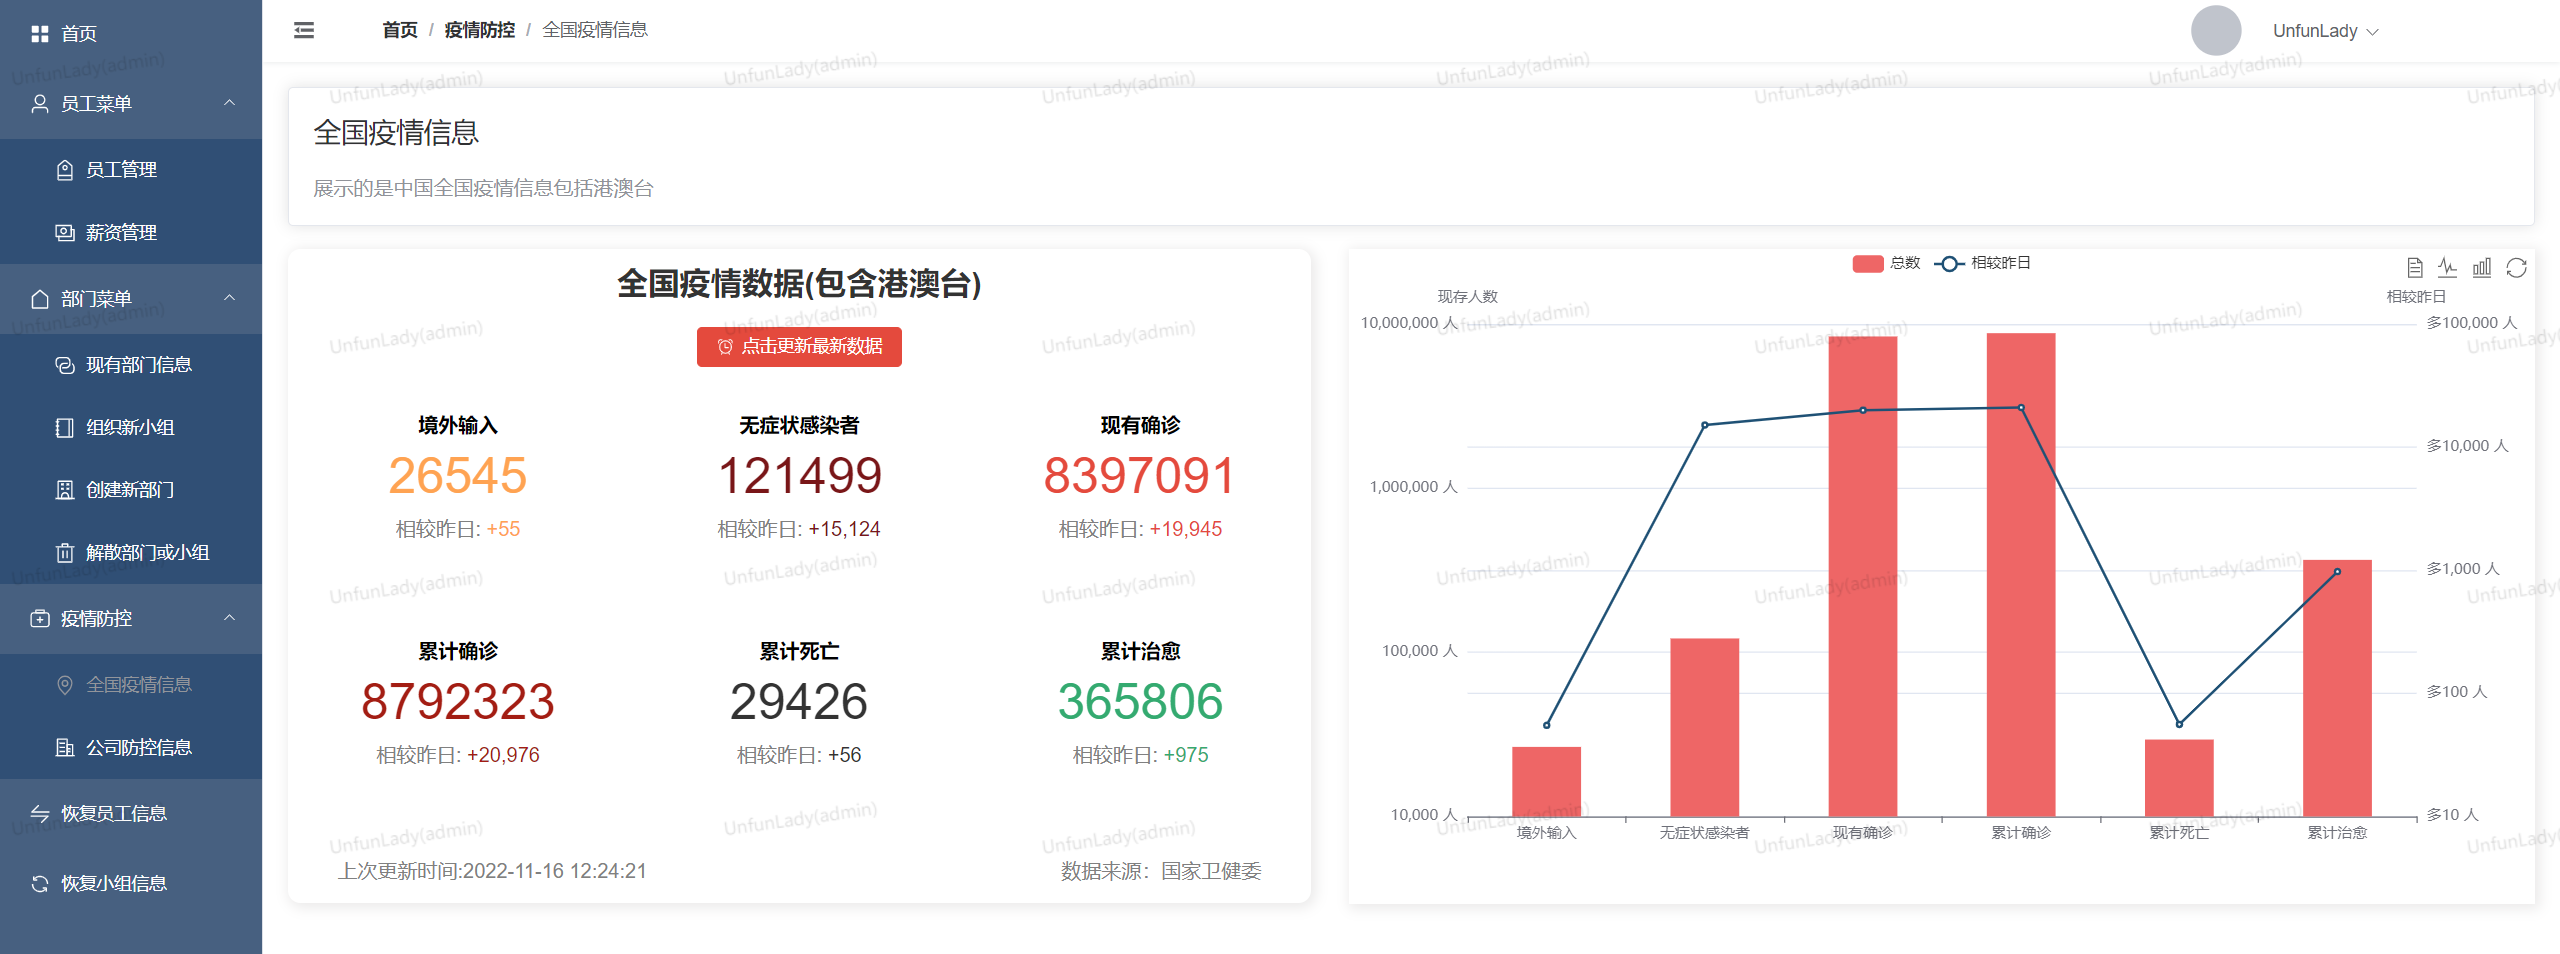 首页
员工菜单
员工管理
薪资管理
部门菜单
现有部门信息
组织新小组
创建新部门
解散部门或小组
疫情防控
全国疫情信息
公司防控信息
恢复员工信息
恢复小组信息
首页 / 疫情防控 / 全国疫情信息
UnfunLady
全国疫情信息
展示的是中国全国疫情信息包括港澳台
全国疫情数据(包含港澳台)
点击更新最新数据
境外输入
26545
相较昨日: +55
无症状感染者
121499
相较昨日: +15,124
现有确诊
8397091
相较昨日: +19,945
累计确诊
8792323
相较昨日: +20,976
累计死亡
29426
相较昨日: +56
累计治愈
365806
相较昨日: +975
上次更新时间:2022-11-16 12:24:21
数据来源：国家卫健委
总数 相较昨日
现存人数
相较昨日
10,000,000 人
1,000,000 人
100,000 人
10,000 人
多100,000 人
多10,000 人
多1,000 人
多100 人
多10 人
境外输入 无症状感染者 现有确诊 累计确诊 累计死亡 累计治愈
UnfunLady(admin)